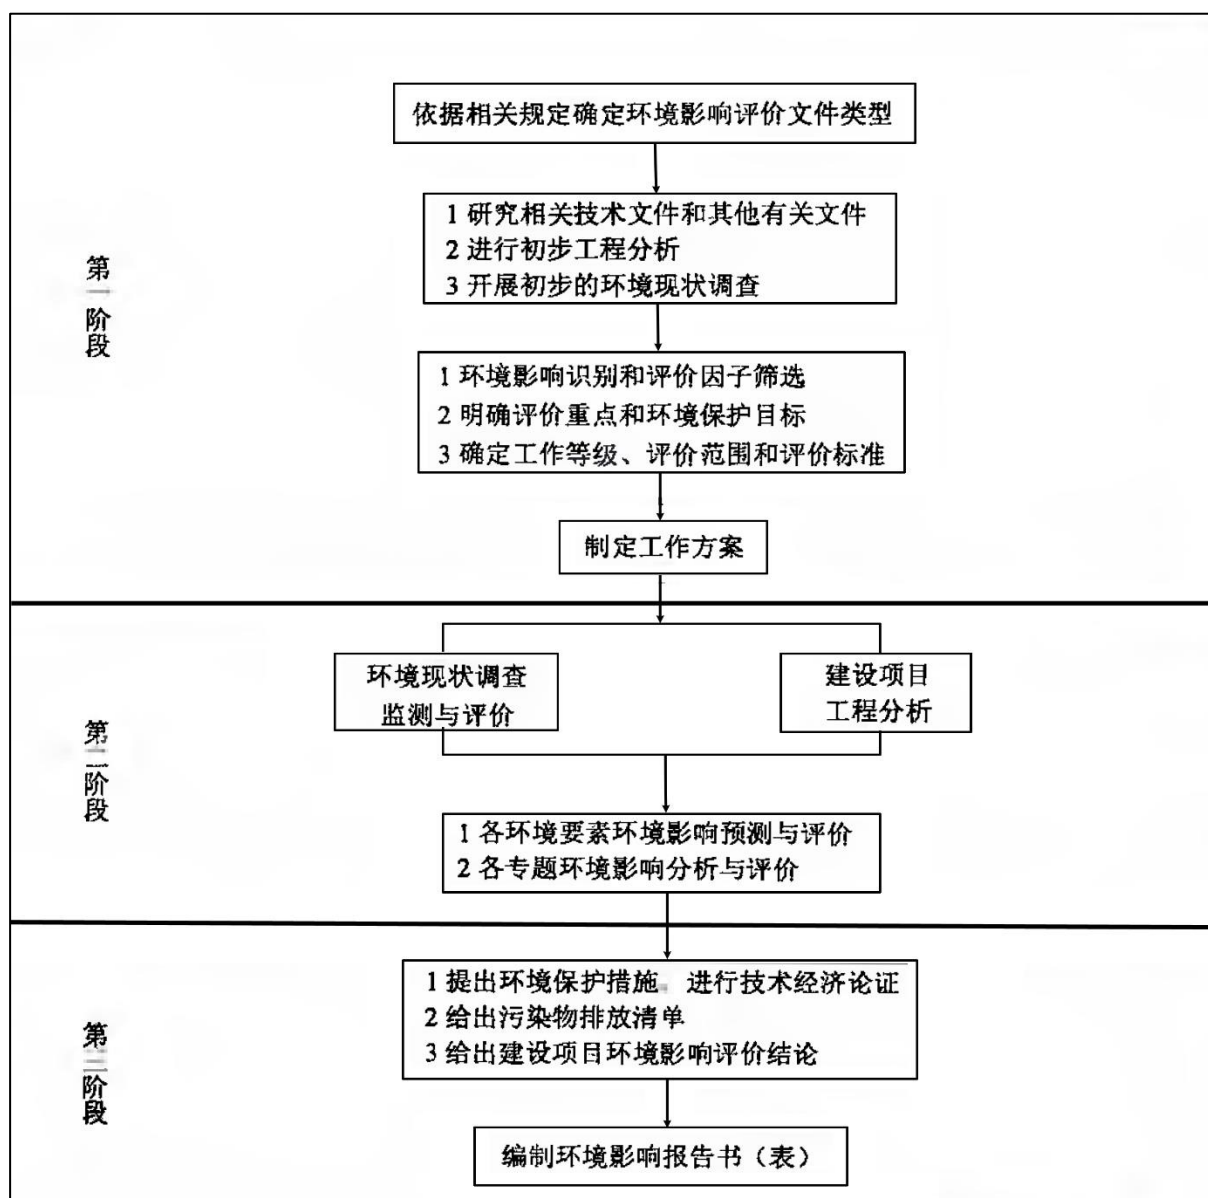 依据相关规定确定环境影响评价文件类型
1 研究相关技术文件和其他有关文件
2 进行初步工程分析
3 开展初步的环境现状调查
第一阶段
1 环境影响识别和评价因子筛选
2 明确评价重点和环境保护目标
3 确定工作等级、评价范围和评价标准
制定工作方案
环境现状调查
监测与评价
建设项目
工程分析
第二阶段
1 各环境要素环境影响预测与评价
2 各专题环境影响分析与评价
1 提出环境保护措施，进行技术经济论证
2 给出污染物排放清单
3 给出建设项目环境影响评价结论
第三阶段
编制环境影响报告书（表）